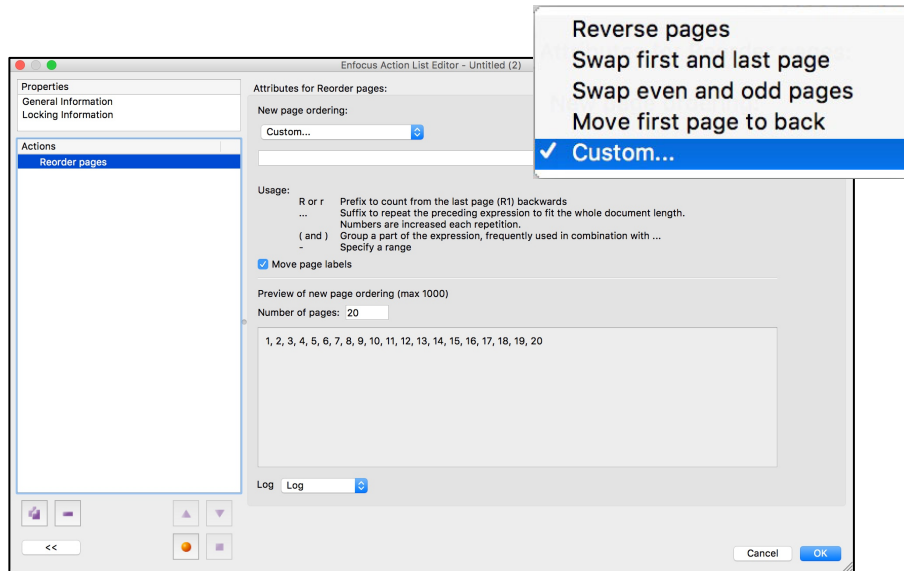 Enfocus Action List Editor - Untitled (2)
Properties
General Information
Locking Information
Actions
Reorder pages
Attributes for Reorder pages:
New page ordering:
Custom...
Reverse pages
Swap first and last page
Swap even and odd pages
Move first page to back
✓ Custom...
Usage:
R or r Prefix to count from the last page (R1) backwards
... Suffix to repeat the preceding expression to fit the whole document length.
Numbers are increased each repetition.
( and ) Group a part of the expression, frequently used in combination with ...
- Specify a range
Move page labels
Preview of new page ordering (max 1000)
Number of pages: 20
1, 2, 3, 4, 5, 6, 7, 8, 9, 10, 11, 12, 13, 14, 15, 16, 17, 18, 19, 20
Log Log
<<
Cancel OK